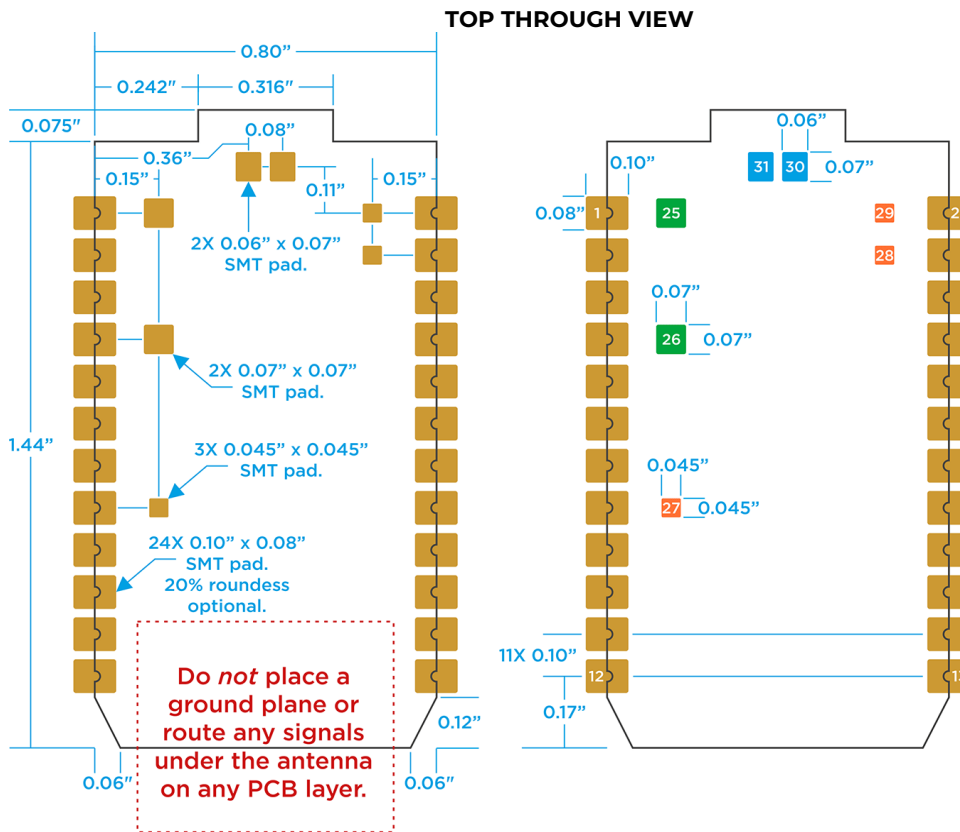 TOP THROUGH VIEW
0.80”
0.242"
0.316"
0.075"
0.08”
0.36”
0.15”
0.11”
0.15”
2X 0.06” x 0.07”
SMT pad.
2X 0.07” x 0.07”
SMT pad.
1.44”
3X 0.045” x 0.045”
SMT pad.
24X 0.10” x 0.08”
SMT pad.
20% roundess
optional.
Do not place a
ground plane or
route any signals
under the antenna
on any PCB layer.
0.12”
0.06"
0.06"
0.06”
31
30
0.07”
0.10”
0.08”
1
25
29
2
28
0.07”
26
0.07”
0.045”
27
0.045”
11X 0.10”
12
0.17”